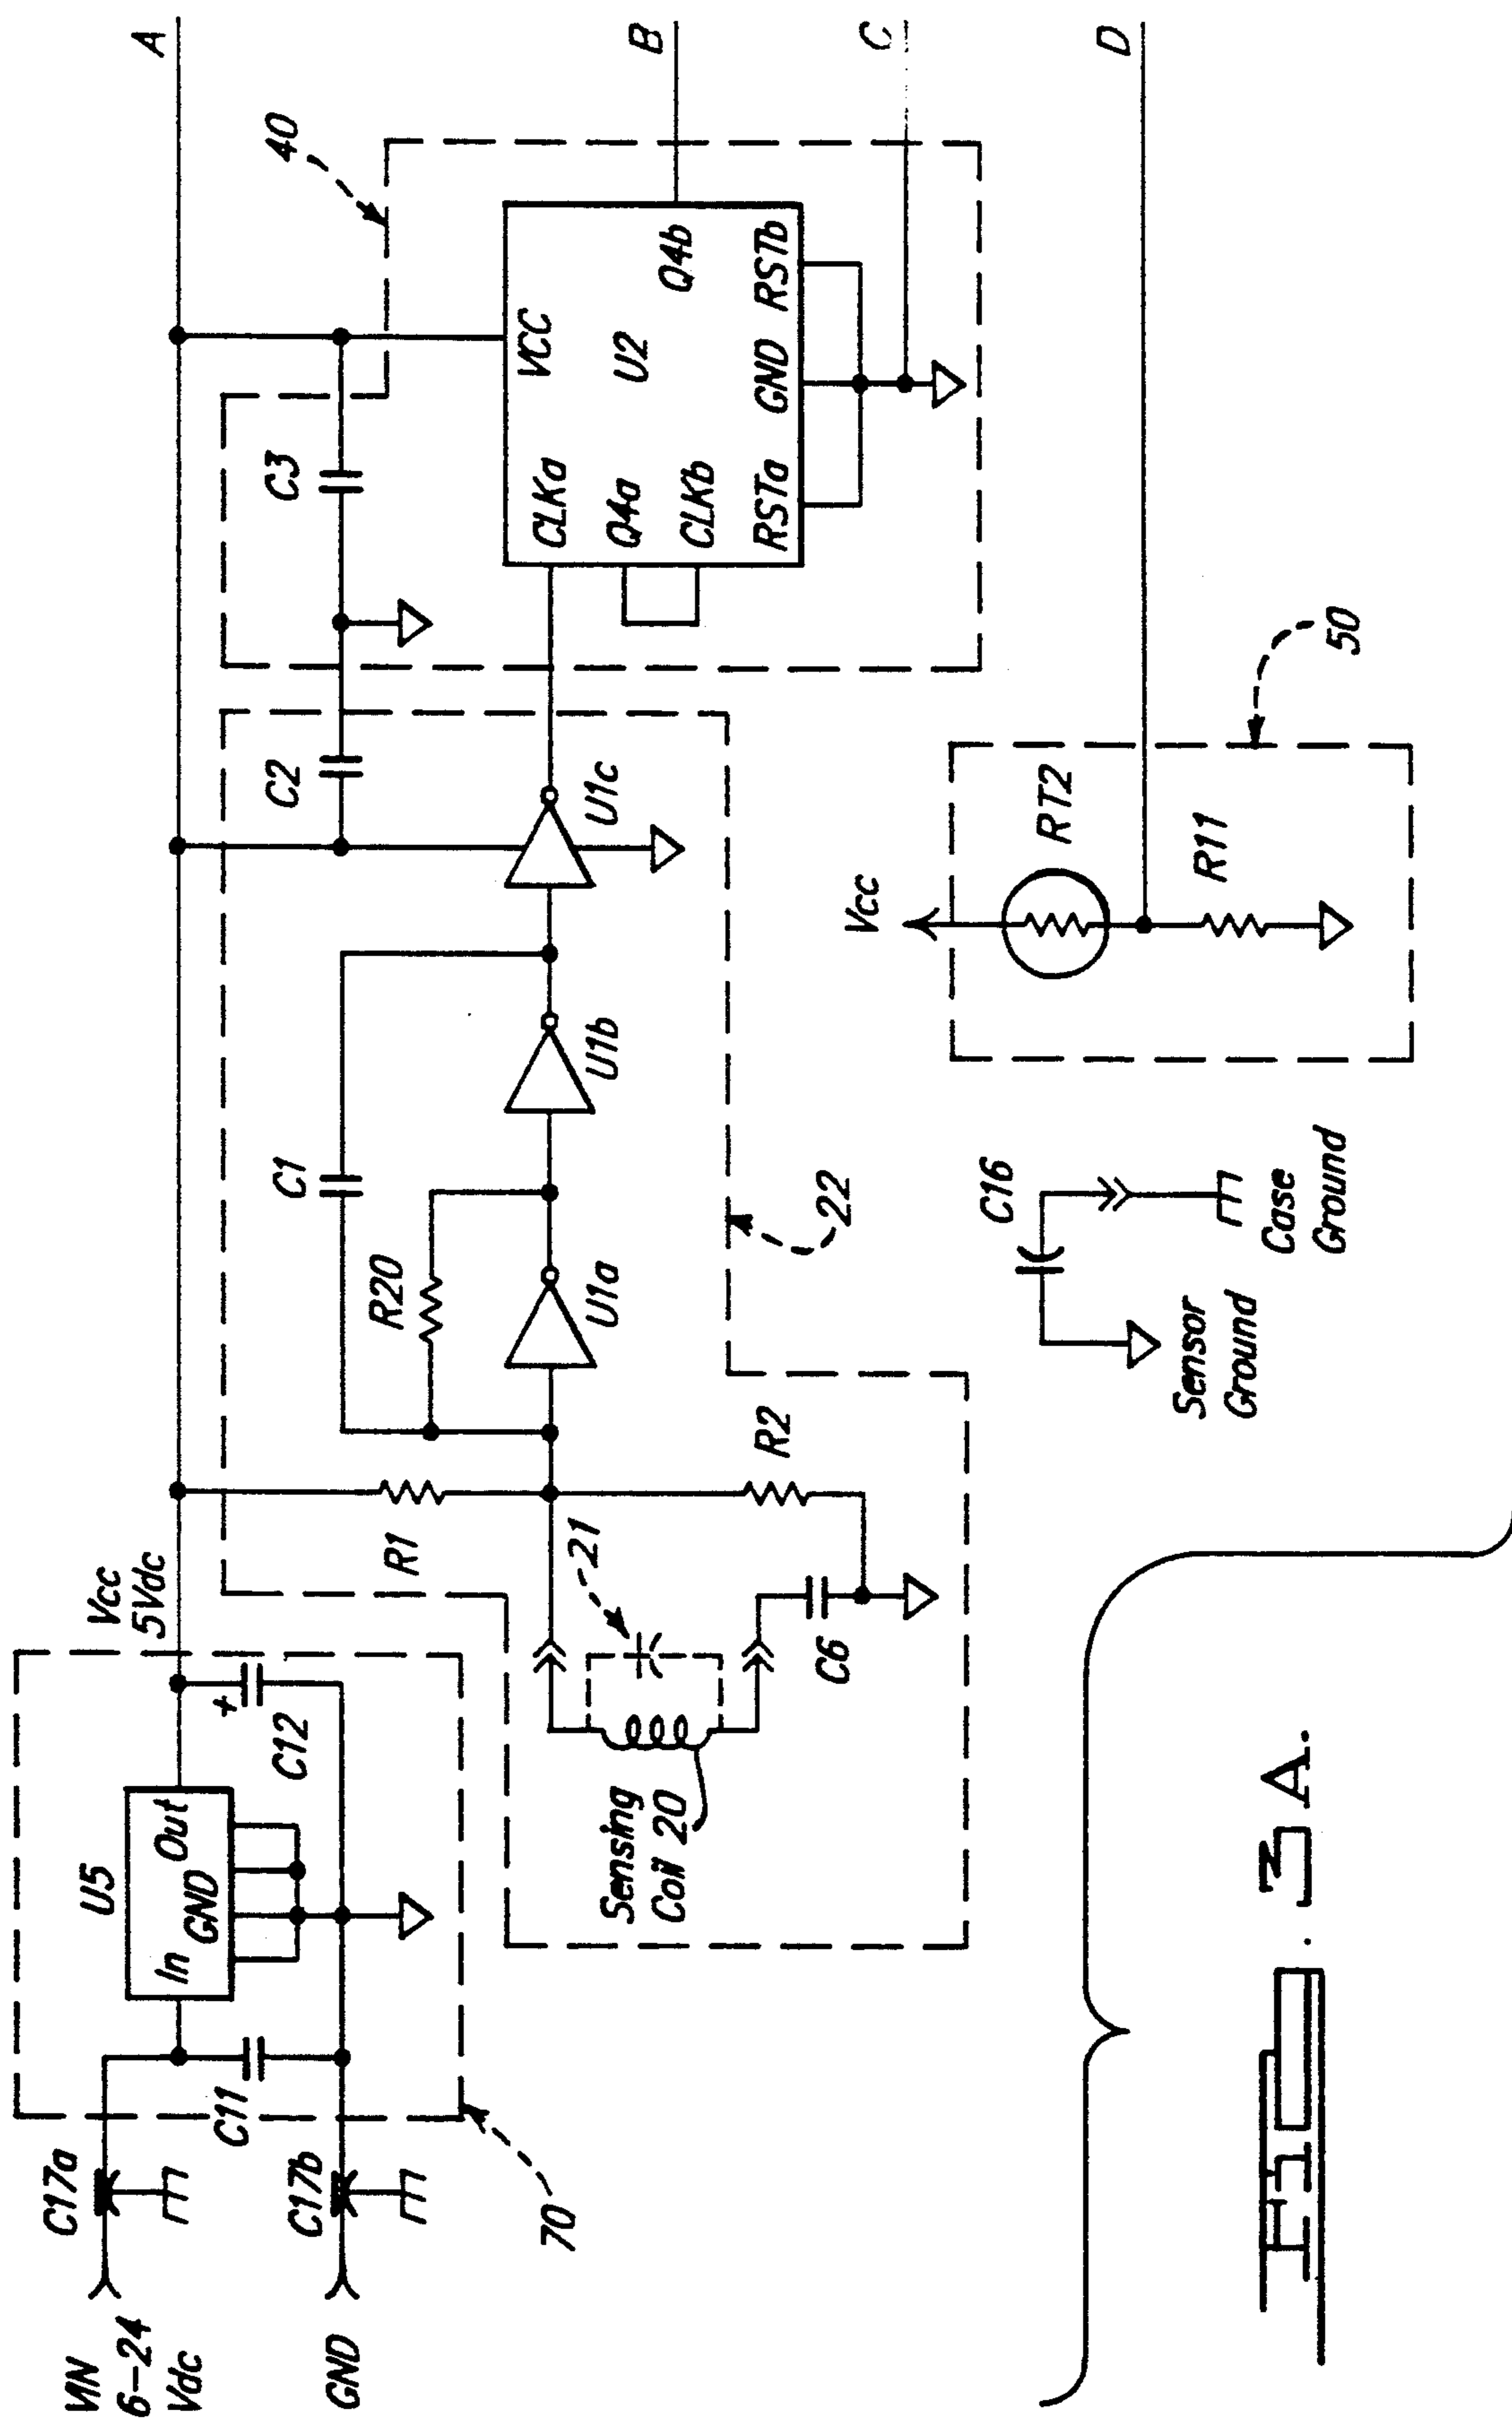 VIN
6-24
Vdc
GND
C17a
C17b
70
C11
U5
In
Out
GND
C12
+
Vcc
5Vdc
A
Sensing
Coil 20
21
C6
R1
R2
R20
C1
U1a
U1b
U1c
22
C2
C3
40
CLKa
VCC
Q4a
U2
Q4b
CLKb
RSTa
GND
RSTb
B
C
D
Sensor
Ground
C16
Case
Ground
Vcc
RT2
R11
50
FIG. 3A.